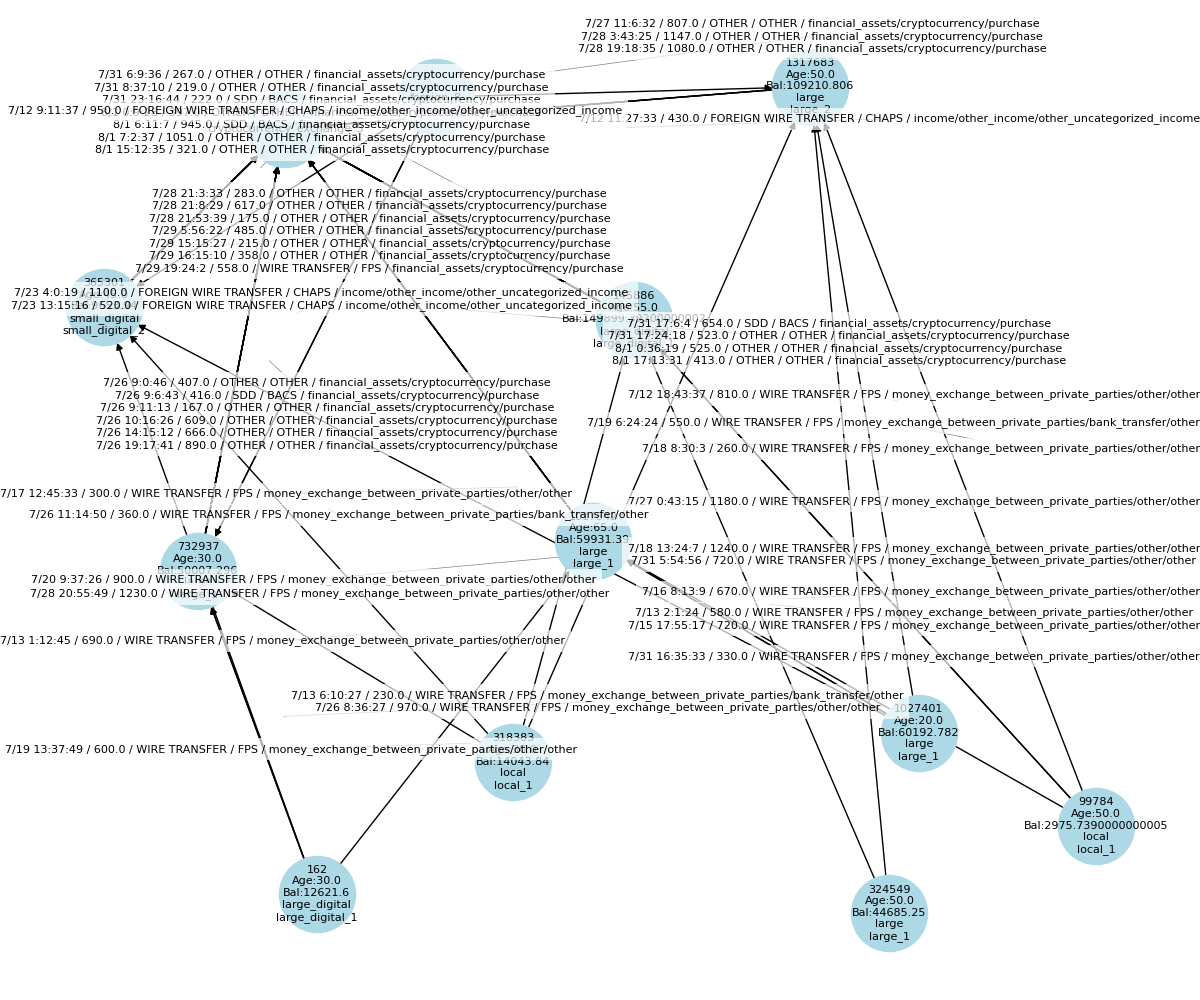 7/27 11:6:32 / 807.0 / OTHER / OTHER / financial_assets/cryptocurrency/purchase
7/28 3:43:25 / 1147.0 / OTHER / OTHER / financial_assets/cryptocurrency/purchase
7/28 19:18:35 / 1080.0 / OTHER / OTHER / financial_assets/cryptocurrency/purchase
1317683
Age:50.0
Bal:109210.806
large
large_2
7/31 6:9:36 / 267.0 / OTHER / OTHER / financial_assets/cryptocurrency/purchase
7/31 8:37:10 / 219.0 / OTHER / OTHER / financial_assets/cryptocurrency/purchase
7/31 23:16:44 / 222.0 / SDD / BACS / financial_assets/cryptocurrency/purchase
7/12 9:11:37 / 950.0 / FOREIGN WIRE TRANSFER / CHAPS / income/other_income/other_uncategorized_income
8/1 6:11:7 / 945.0 / SDD / BACS / financial_assets/cryptocurrency/purchase
8/1 7:2:37 / 1051.0 / OTHER / OTHER / financial_assets/cryptocurrency/purchase
8/1 15:12:35 / 321.0 / OTHER / OTHER / financial_assets/cryptocurrency/purchase
7/12 11:27:33 / 430.0 / FOREIGN WIRE TRANSFER / CHAPS / income/other_income/other_uncategorized_income
7/28 21:3:33 / 283.0 / OTHER / OTHER / financial_assets/cryptocurrency/purchase
7/28 21:8:29 / 617.0 / OTHER / OTHER / financial_assets/cryptocurrency/purchase
7/28 21:53:39 / 175.0 / OTHER / OTHER / financial_assets/cryptocurrency/purchase
7/29 5:56:22 / 485.0 / OTHER / OTHER / financial_assets/cryptocurrency/purchase
7/29 15:15:27 / 215.0 / OTHER / OTHER / financial_assets/cryptocurrency/purchase
7/29 16:15:10 / 358.0 / OTHER / OTHER / financial_assets/cryptocurrency/purchase
7/29 19:24:2 / 558.0 / WIRE TRANSFER / FPS / financial_assets/cryptocurrency/purchase
365301
7/23 4:0:19 / 1100.0 / FOREIGN WIRE TRANSFER / CHAPS / income/other_income/other_uncategorized_income
7/23 13:15:16 / 520.0 / FOREIGN WIRE TRANSFER / CHAPS / income/other_income/other_uncategorized_income
small_digital
small_digital_2
7/31 17:6:4 / 654.0 / SDD / BACS / financial_assets/cryptocurrency/purchase
7/31 17:24:18 / 523.0 / OTHER / OTHER / financial_assets/cryptocurrency/purchase
8/1 0:36:19 / 525.0 / OTHER / OTHER / financial_assets/cryptocurrency/purchase
8/1 17:13:31 / 413.0 / OTHER / OTHER / financial_assets/cryptocurrency/purchase
7/26 9:0:46 / 407.0 / OTHER / OTHER / financial_assets/cryptocurrency/purchase
7/26 9:6:43 / 416.0 / SDD / BACS / financial_assets/cryptocurrency/purchase
7/26 9:11:13 / 167.0 / OTHER / OTHER / financial_assets/cryptocurrency/purchase
7/26 10:16:26 / 609.0 / OTHER / OTHER / financial_assets/cryptocurrency/purchase
7/26 14:15:12 / 666.0 / OTHER / OTHER / financial_assets/cryptocurrency/purchase
7/26 19:17:41 / 890.0 / OTHER / OTHER / financial_assets/cryptocurrency/purchase
7/12 18:43:37 / 810.0 / WIRE TRANSFER / FPS / money_exchange_between_private_parties/other/other
7/19 6:24:24 / 550.0 / WIRE TRANSFER / FPS / money_exchange_between_private_parties/bank_transfer/other
7/18 8:30:3 / 260.0 / WIRE TRANSFER / FPS / money_exchange_between_private_parties/other/other
7/17 12:45:33 / 300.0 / WIRE TRANSFER / FPS / money_exchange_between_private_parties/other/other
7/27 0:43:15 / 1180.0 / WIRE TRANSFER / FPS / money_exchange_between_private_parties/other/other
7/26 11:14:50 / 360.0 / WIRE TRANSFER / FPS / money_exchange_between_private_parties/bank_transfer/other
Age:65.0
Bal:59931.39
large
large_1
732937
Age:30.0
7/18 13:24:7 / 1240.0 / WIRE TRANSFER / FPS / money_exchange_between_private_parties/other/other
7/31 5:54:56 / 720.0 / WIRE TRANSFER / FPS / money_exchange_between_private_parties/other/other
7/20 9:37:26 / 900.0 / WIRE TRANSFER / FPS / money_exchange_between_private_parties/other/other
7/28 20:55:49 / 1230.0 / WIRE TRANSFER / FPS / money_exchange_between_private_parties/other/other
7/16 8:13:9 / 670.0 / WIRE TRANSFER / FPS / money_exchange_between_private_parties/other/other
7/13 2:1:24 / 580.0 / WIRE TRANSFER / FPS / money_exchange_between_private_parties/other/other
7/15 17:55:17 / 720.0 / WIRE TRANSFER / FPS / money_exchange_between_private_parties/other/other
7/13 1:12:45 / 690.0 / WIRE TRANSFER / FPS / money_exchange_between_private_parties/other/other
7/31 16:35:33 / 330.0 / WIRE TRANSFER / FPS / money_exchange_between_private_parties/other/other
7/13 6:10:27 / 230.0 / WIRE TRANSFER / FPS / money_exchange_between_private_parties/bank_transfer/other
7/26 8:36:27 / 970.0 / WIRE TRANSFER / FPS / money_exchange_between_private_parties/other/other
1027401
Age:20.0
Bal:60192.782
large
large_1
318383
7/19 13:37:49 / 600.0 / WIRE TRANSFER / FPS / money_exchange_between_private_parties/other/other
Bal:14043.84
local
local_1
99784
Age:50.0
Bal:2975.7390000000005
local
local_1
162
Age:30.0
Bal:12621.6
large_digital
large_digital_1
324549
Age:50.0
Bal:44685.25
large
large_1